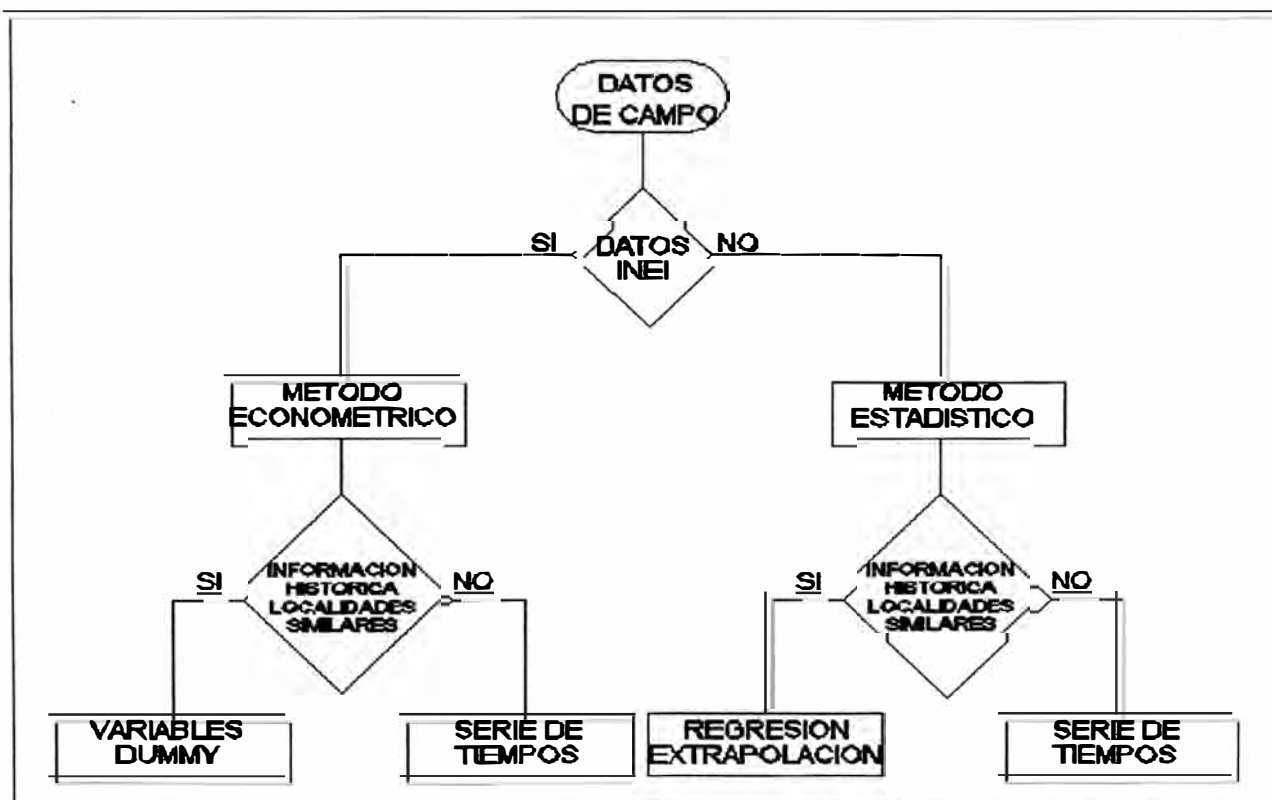 DATOS
DE CAMPO
SI
DATOS
INEI
NO
METODO
ECONOMETRICO
METODO
ESTADISTICO
SI
INFORMACION
HISTORICA
LOCALIDADES
SIMILARES
NO
SI
INFORMACION
HISTORICA
LOCALIDADES
SIMILARES
NO
VARIABLES
DUMMY
SERIE DE
TIEMPOS
REGRESION
EXTRAPOLACION
SERIE DE
TIEMPOS